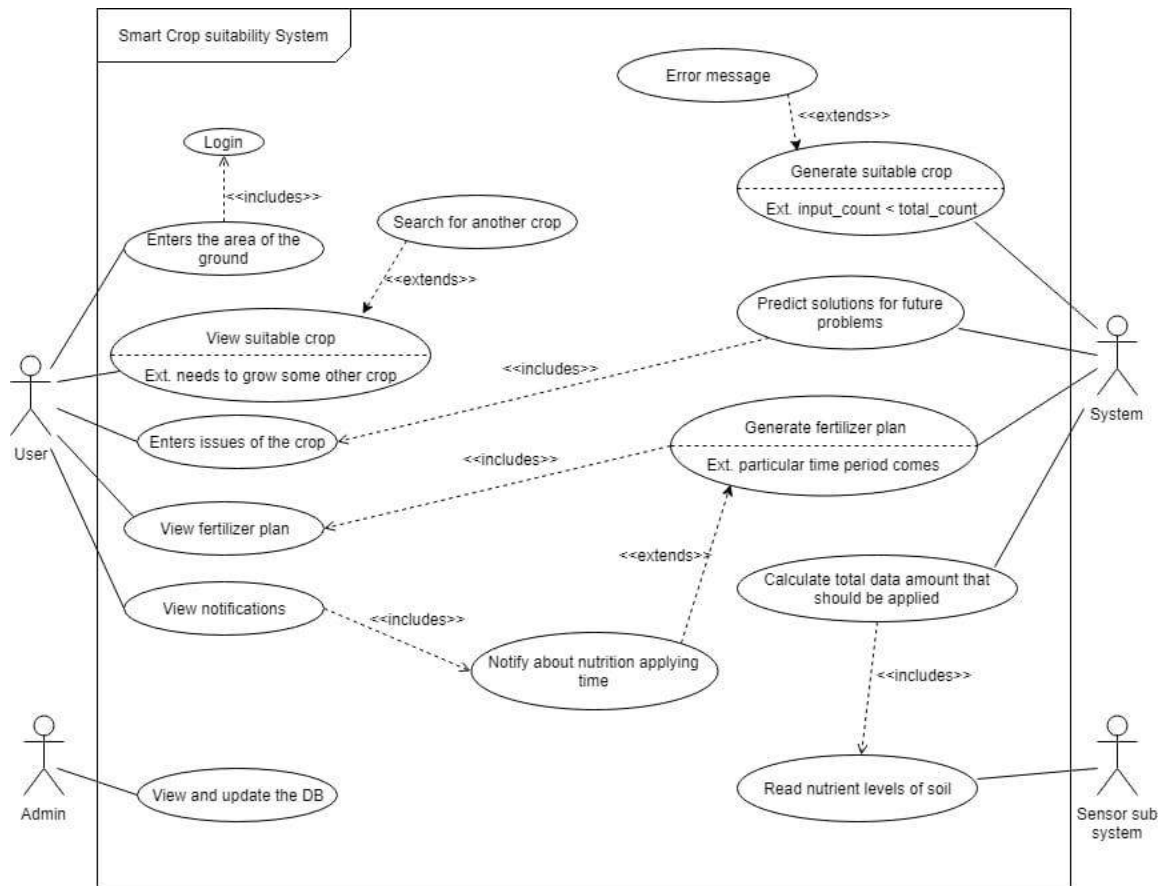 Smart Crop suitability System
Error message
<<extends>>
Login
<<includes>>
Generate suitable crop
Ext. input_count < total_count
Search for another crop
Enters the area of the
ground
<<extends>>
Predict solutions for future
problems
View suitable crop
Ext. needs to grow some other crop
<<includes>>
User
System
Enters issues of the crop
Generate fertilizer plan
Ext. particular time period comes
<<includes>>
View fertilizer plan
<<extends>>
Calculate total data amount that
should be applied
View notifications
<<includes>>
Notify about nutrition applying
time
<<includes>>
Admin
View and update the DB
Read nutrient levels of soil
Sensor sub
system